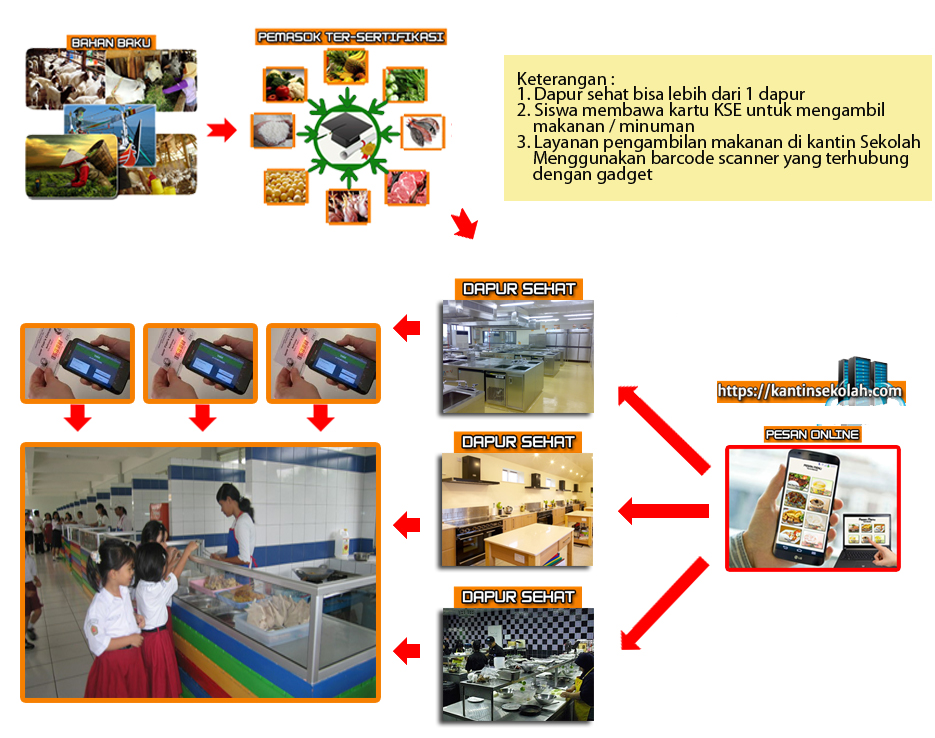 BAHAN BAKU
PEMASOK TER-SERTIFIKASI
Keterangan :
1. Dapur sehat bisa lebih dari 1 dapur
2. Siswa membawa kartu KSE untuk mengambil
makanan / minuman
3. Layanan pengambilan makanan di kantin Sekolah
Menggunakan barcode scanner yang terhubung
dengan gadget
DAPUR SEHAT
https://kantinsekolah.com
PESAN ONLINE
DAPUR SEHAT
DAPUR SEHAT